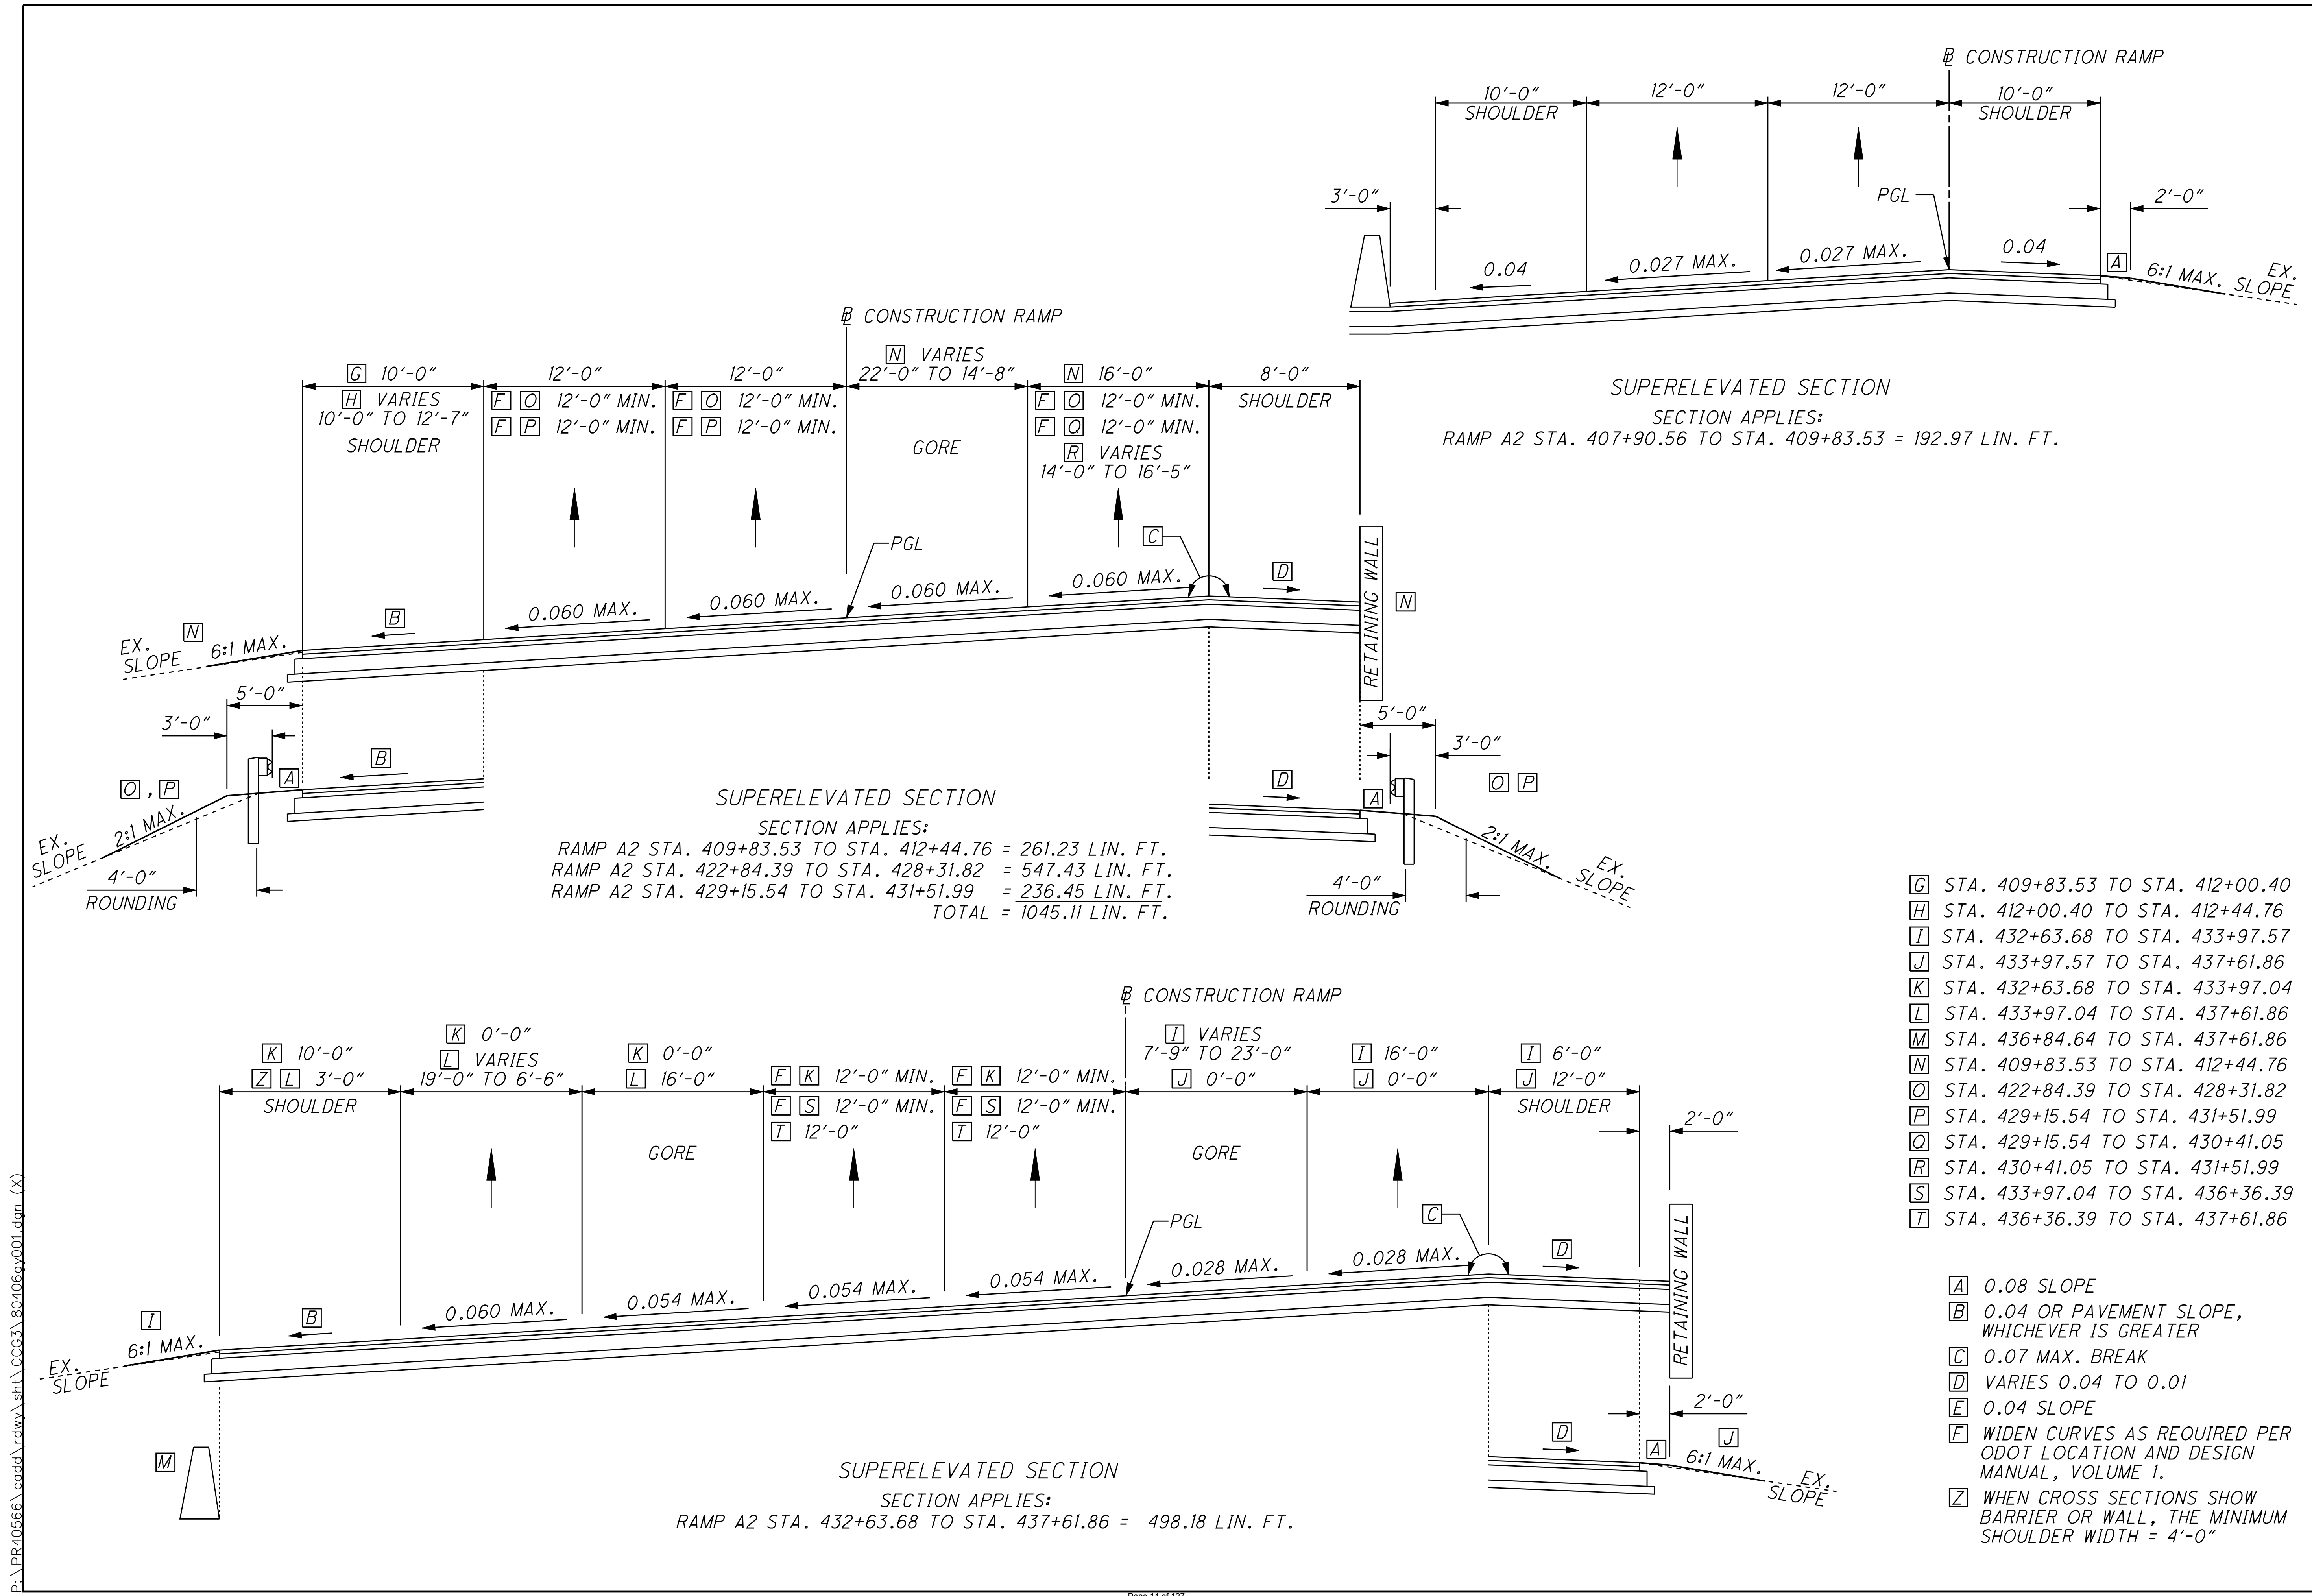 ℄ CONSTRUCTION RAMP
10'-0" 12'-0" 12'-0" 10'-0"
SHOULDER SHOULDER
3'-0" PGL 2'-0"
0.04 0.027 MAX. 0.027 MAX. 0.04 A 6:1 MAX. EX. SLOPE
SUPERELEVATED SECTION
SECTION APPLIES:
RAMP A2 STA. 407+90.56 TO STA. 409+83.53 = 192.97 LIN. FT.
℄ CONSTRUCTION RAMP
G 10'-0"
H VARIES
10'-0" TO 12'-7"
SHOULDER
12'-0"
F O 12'-0" MIN.
F P 12'-0" MIN.
12'-0"
F O 12'-0" MIN.
F P 12'-0" MIN.
N VARIES
22'-0" TO 14'-8"
GORE
N 16'-0"
F O 12'-0" MIN.
F Q 12'-0" MIN.
R VARIES
14'-0" TO 16'-5"
8'-0"
SHOULDER
PGL
C
EX.
SLOPE
N
6:1 MAX.
B
0.060 MAX.
0.060 MAX.
0.060 MAX.
0.060 MAX.
D
RETAINING WALL
N
5'-0"
3'-0"
O , P
A
B
EX.
SLOPE
2:1 MAX.
4'-0"
ROUNDING
5'-0"
3'-0"
D
A
O P
2:1 MAX.
EX.
SLOPE
4'-0"
ROUNDING
SUPERELEVATED SECTION
SECTION APPLIES:
RAMP A2 STA. 409+83.53 TO STA. 412+44.76 = 261.23 LIN. FT.
RAMP A2 STA. 422+84.39 TO STA. 428+31.82 = 547.43 LIN. FT.
RAMP A2 STA. 429+15.54 TO STA. 431+51.99 = 236.45 LIN. FT.
TOTAL = 1045.11 LIN. FT.
℄ CONSTRUCTION RAMP
K 10'-0"
Z L 3'-0"
SHOULDER
K 0'-0"
L VARIES
19'-0" TO 6'-6"
K 0'-0"
L 16'-0"
GORE
F K 12'-0" MIN.
F S 12'-0" MIN.
T 12'-0"
F K 12'-0" MIN.
F S 12'-0" MIN.
T 12'-0"
I VARIES
7'-9" TO 23'-0"
J 0'-0"
GORE
I 16'-0"
J 0'-0"
I 6'-0"
J 12'-0"
SHOULDER
2'-0"
PGL
C
I
6:1 MAX.
EX.
SLOPE
B
0.060 MAX.
0.054 MAX.
0.054 MAX.
0.054 MAX.
0.028 MAX.
0.028 MAX.
D
RETAINING WALL
M
2'-0"
D
A
J
6:1 MAX.
EX.
SLOPE
SUPERELEVATED SECTION
SECTION APPLIES:
RAMP A2 STA. 432+63.68 TO STA. 437+61.86 = 498.18 LIN. FT.
G STA. 409+83.53 TO STA. 412+00.40
H STA. 412+00.40 TO STA. 412+44.76
I STA. 432+63.68 TO STA. 433+97.57
J STA. 433+97.57 TO STA. 437+61.86
K STA. 432+63.68 TO STA. 433+97.04
L STA. 433+97.04 TO STA. 437+61.86
M STA. 436+84.64 TO STA. 437+61.86
N STA. 409+83.53 TO STA. 412+44.76
O STA. 422+84.39 TO STA. 428+31.82
P STA. 429+15.54 TO STA. 431+51.99
Q STA. 429+15.54 TO STA. 430+41.05
R STA. 430+41.05 TO STA. 431+51.99
S STA. 433+97.04 TO STA. 436+36.39
T STA. 436+36.39 TO STA. 437+61.86
A 0.08 SLOPE
B 0.04 OR PAVEMENT SLOPE,
WHICHEVER IS GREATER
C 0.07 MAX. BREAK
D VARIES 0.04 TO 0.01
E 0.04 SLOPE
F WIDEN CURVES AS REQUIRED PER
ODOT LOCATION AND DESIGN
MANUAL, VOLUME 1.
Z WHEN CROSS SECTIONS SHOW
BARRIER OR WALL, THE MINIMUM
SHOULDER WIDTH = 4'-0"
P:\PR40566\cadd\rdwy\sht\CCG3\80406gy001.dgn (X)